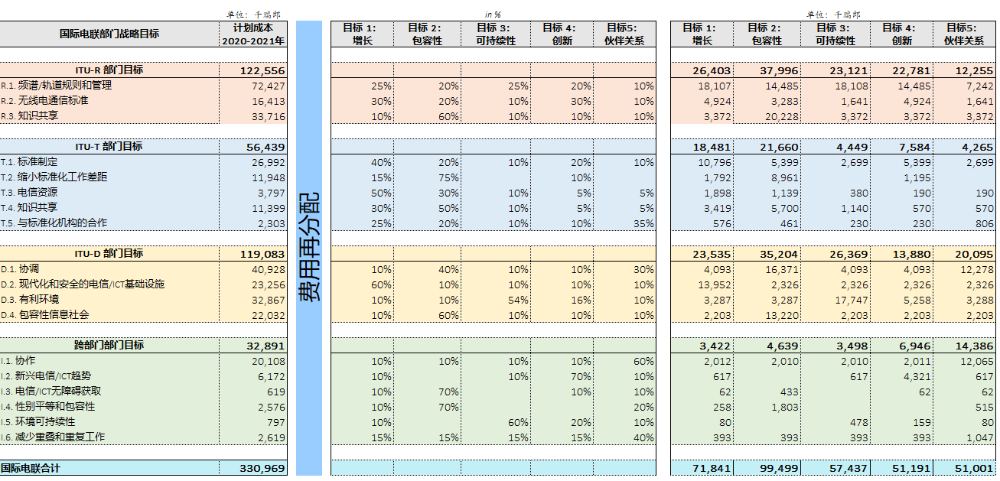 单位：千瑞郎 in % 单位：千瑞郎
国际电联部门战略目标 计划成本 2020-2021年 目标 1: 增长 目标 2: 包容性 目标 3: 可持续性 目标 4: 创新 目标5: 伙伴关系 目标 1: 增长 目标 2: 包容性 目标 3: 可持续性 目标 4: 创新 目标5: 伙伴关系
ITU-R 部门目标 122,556 26,403 37,996 23,121 22,781 12,255
R.1. 频谱/轨道规则和管理 72,427 25% 20% 25% 20% 10% 18,107 14,485 18,108 14,485 7,242
R.2. 无线电通信标准 16,413 30% 20% 10% 30% 10% 4,924 3,283 1,641 4,924 1,641
R.3. 知识共享 33,716 10% 60% 10% 10% 10% 3,372 20,228 3,372 3,372 3,372
ITU-T 部门目标 56,439 18,481 21,660 4,449 7,584 4,265
T.1. 标准制定 26,992 40% 20% 10% 20% 10% 10,796 5,399 2,699 5,399 2,699
T.2. 缩小标准化工作差距 11,948 15% 75% 10% 1,792 8,961 1,195
T.3. 电信资源 3,797 50% 30% 10% 5% 5% 1,898 1,139 380 190 190
T.4. 知识共享 11,399 30% 50% 10% 5% 5% 3,419 5,700 1,140 570 570
T.5. 与标准化机构的合作 2,303 25% 20% 10% 10% 35% 576 461 230 230 806
费用再分配
ITU-D 部门目标 119,083 23,535 35,204 26,369 13,880 20,095
D.1. 协调 40,928 10% 40% 10% 10% 30% 4,093 16,371 4,093 4,093 12,278
D.2. 现代化和安全的电信/ICT基础设施 23,256 60% 10% 10% 10% 10% 13,952 2,326 2,326 2,326 2,326
D.3. 有利环境 32,867 10% 10% 54% 16% 10% 3,287 3,287 17,747 5,258 3,288
D.4. 包容性信息社会 22,032 10% 60% 10% 10% 10% 2,203 13,220 2,203 2,203 2,203
跨部门部门目标 32,891 3,422 4,639 3,498 6,946 14,386
I.1. 协作 20,108 10% 10% 10% 10% 60% 2,012 2,010 2,010 2,011 12,065
I.2. 新兴电信/ICT趋势 6,172 10% 10% 70% 10% 617 617 4,321 617
I.3. 电信/ICT无障碍获取 619 10% 70% 10% 10% 62 433 62 62
I.4. 性别平等和包容性 2,576 10% 70% 20% 258 1,803 515
I.5. 环境可持续性 797 10% 60% 20% 10% 80 478 159 80
I.6. 减少重叠和重复工作 2,619 15% 15% 15% 15% 40% 393 393 393 393 1,047
国际电联合计 330,969 71,841 99,499 57,437 51,191 51,001